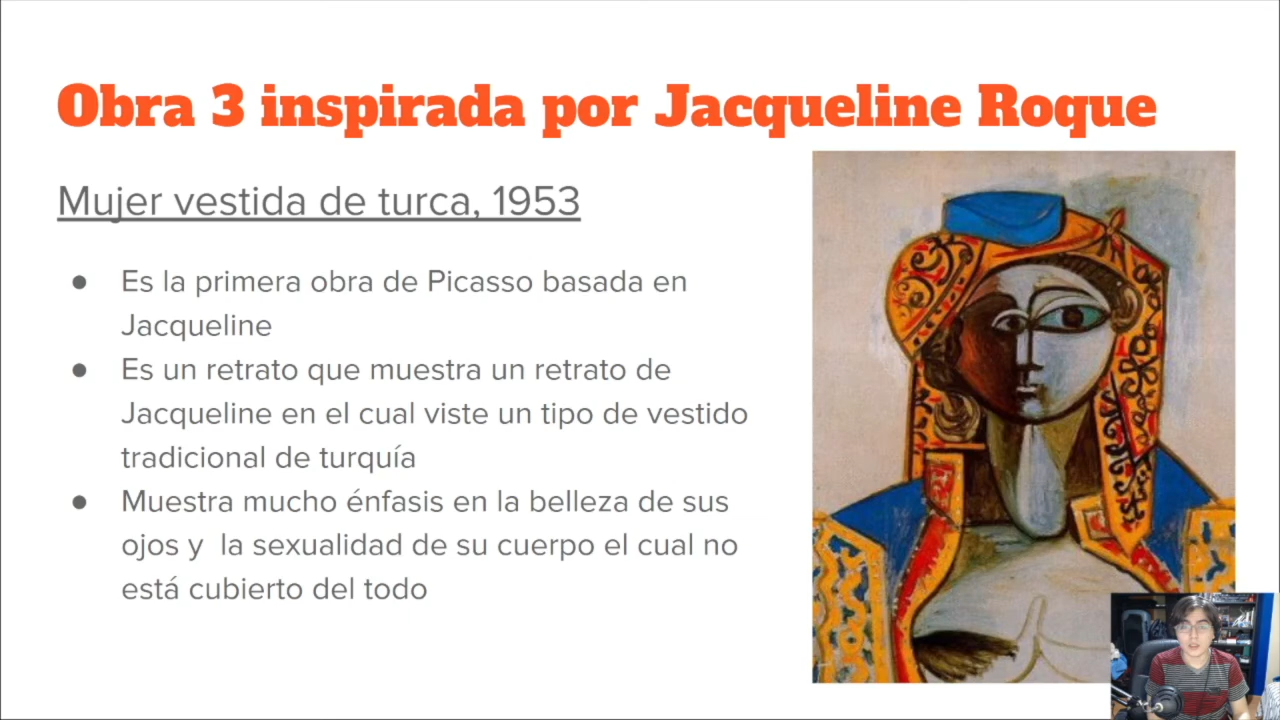 Obra 3 inspirada por Jacqueline Roque
Mujer vestida de turca, 1953
● Es la primera obra de Picasso basada en
Jacqueline
● Es un retrato que muestra un retrato de
Jacqueline en el cual viste un tipo de vestido
tradicional de turquía
● Muestra mucho énfasis en la belleza de sus
ojos y  la sexualidad de su cuerpo el cual no
está cubierto del todo